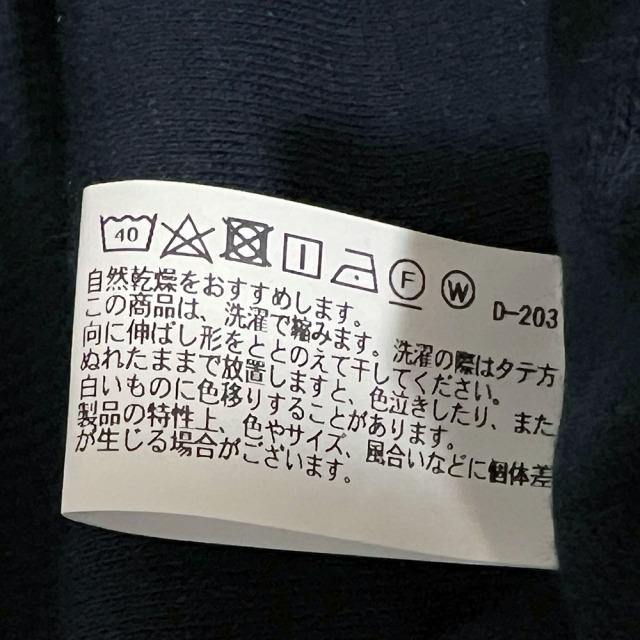 40 F W D-203
自然乾燥をおすすめします。
この商品は、洗濯で縮みます。洗濯の際はタテ方
向に伸ばし形をととのえて干してください。
ぬれたままで放置しますと、色泣きしたり、また
白いものに色移りすることがあります。
製品の特性上、色やサイズ、風合いなどに個体差
が生じる場合がございます。